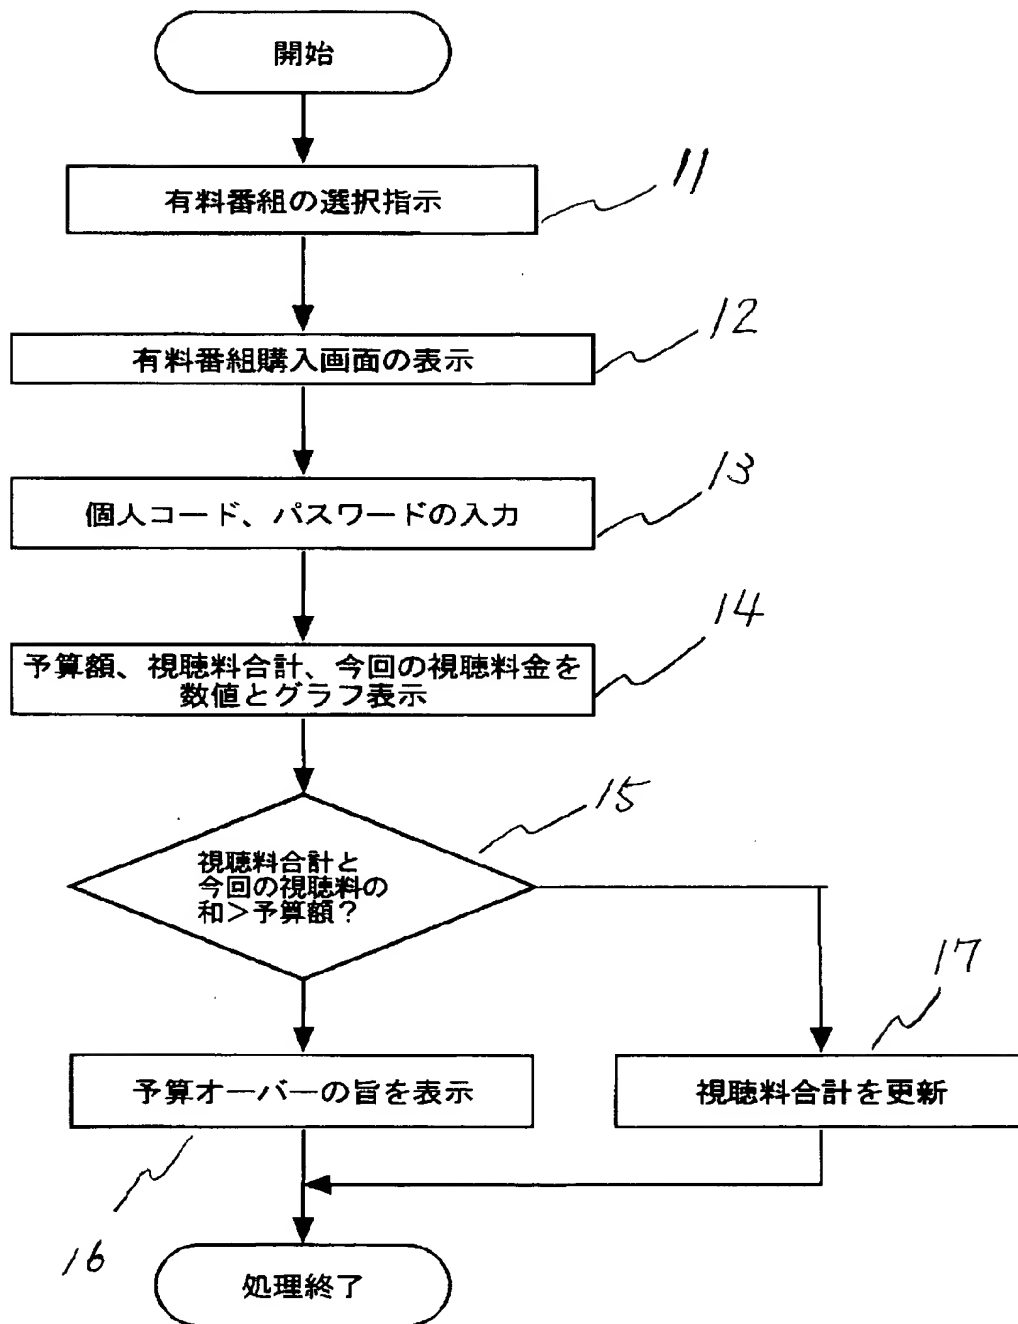 開始
有料番組の選択指示
11
有料番組購入画面の表示
12
個人コード、パスワードの入力
13
予算額、視聴料合計、今回の視聴料金を
数値とグラフ表示
14
視聴料合計と
今回の視聴料の
和＞予算額？
15
予算オーバーの旨を表示
16
視聴料合計を更新
17
処理終了